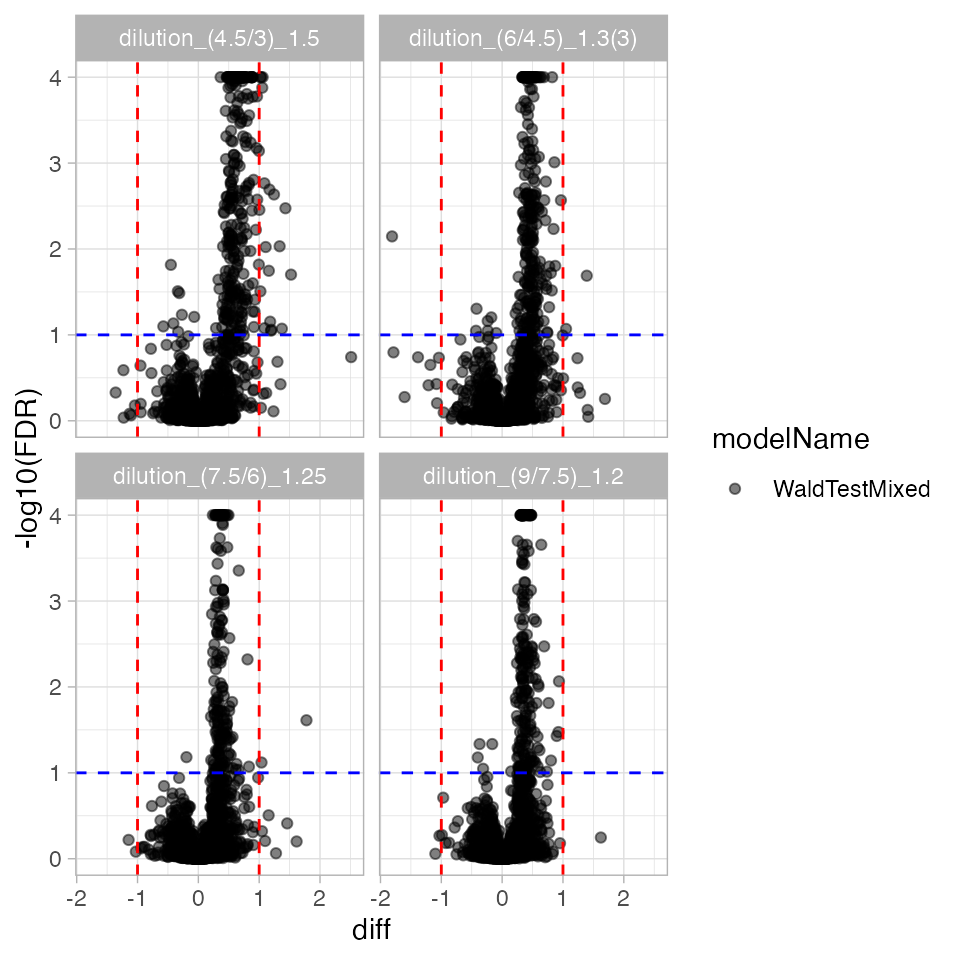 dilution_(4.5/3)_1.5
dilution_(6/4.5)_1.3(3)
4
3
2
1
0
dilution_(7.5/6)_1.25
dilution_(9/7.5)_1.2
4
3
2
1
0
-2
-1
0
1
2
-2
-1
0
1
2
diff
-log10(FDR)
modelName
WaldTestMixed